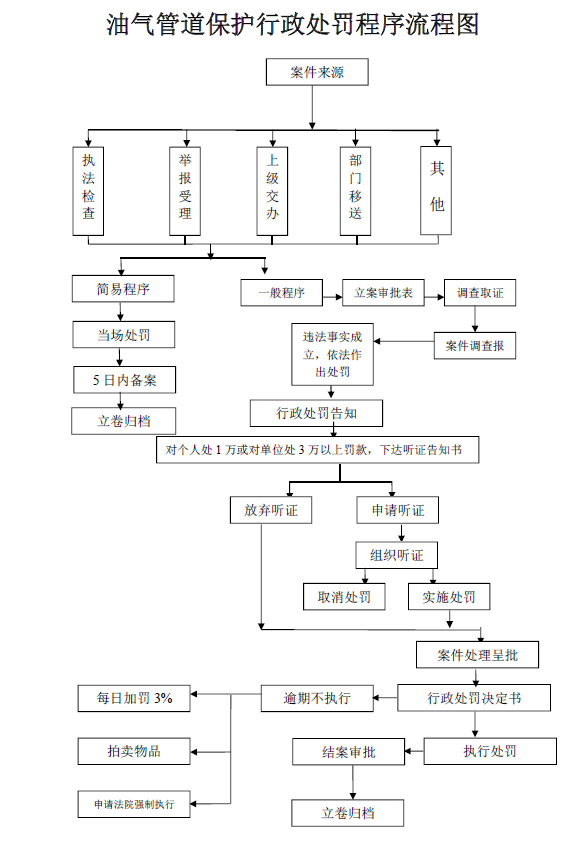 油气管道保护行政处罚程序流程图
案件来源
执法检查
举报受理
上级交办
部门移送
其他
简易程序
一般程序
立案审批表
调查取证
当场处罚
违法事实成
立，依法作
出处罚
案件调查报
5日内备案
行政处罚告知
立卷归档
对个人处1万或对单位处3万以上罚款，下达听证告知书
放弃听证
申请听证
组织听证
取消处罚
实施处罚
案件处理呈批
每日加罚3%
逾期不执行
行政处罚决定书
拍卖物品
结案审批
执行处罚
申请法院强制执行
立卷归档